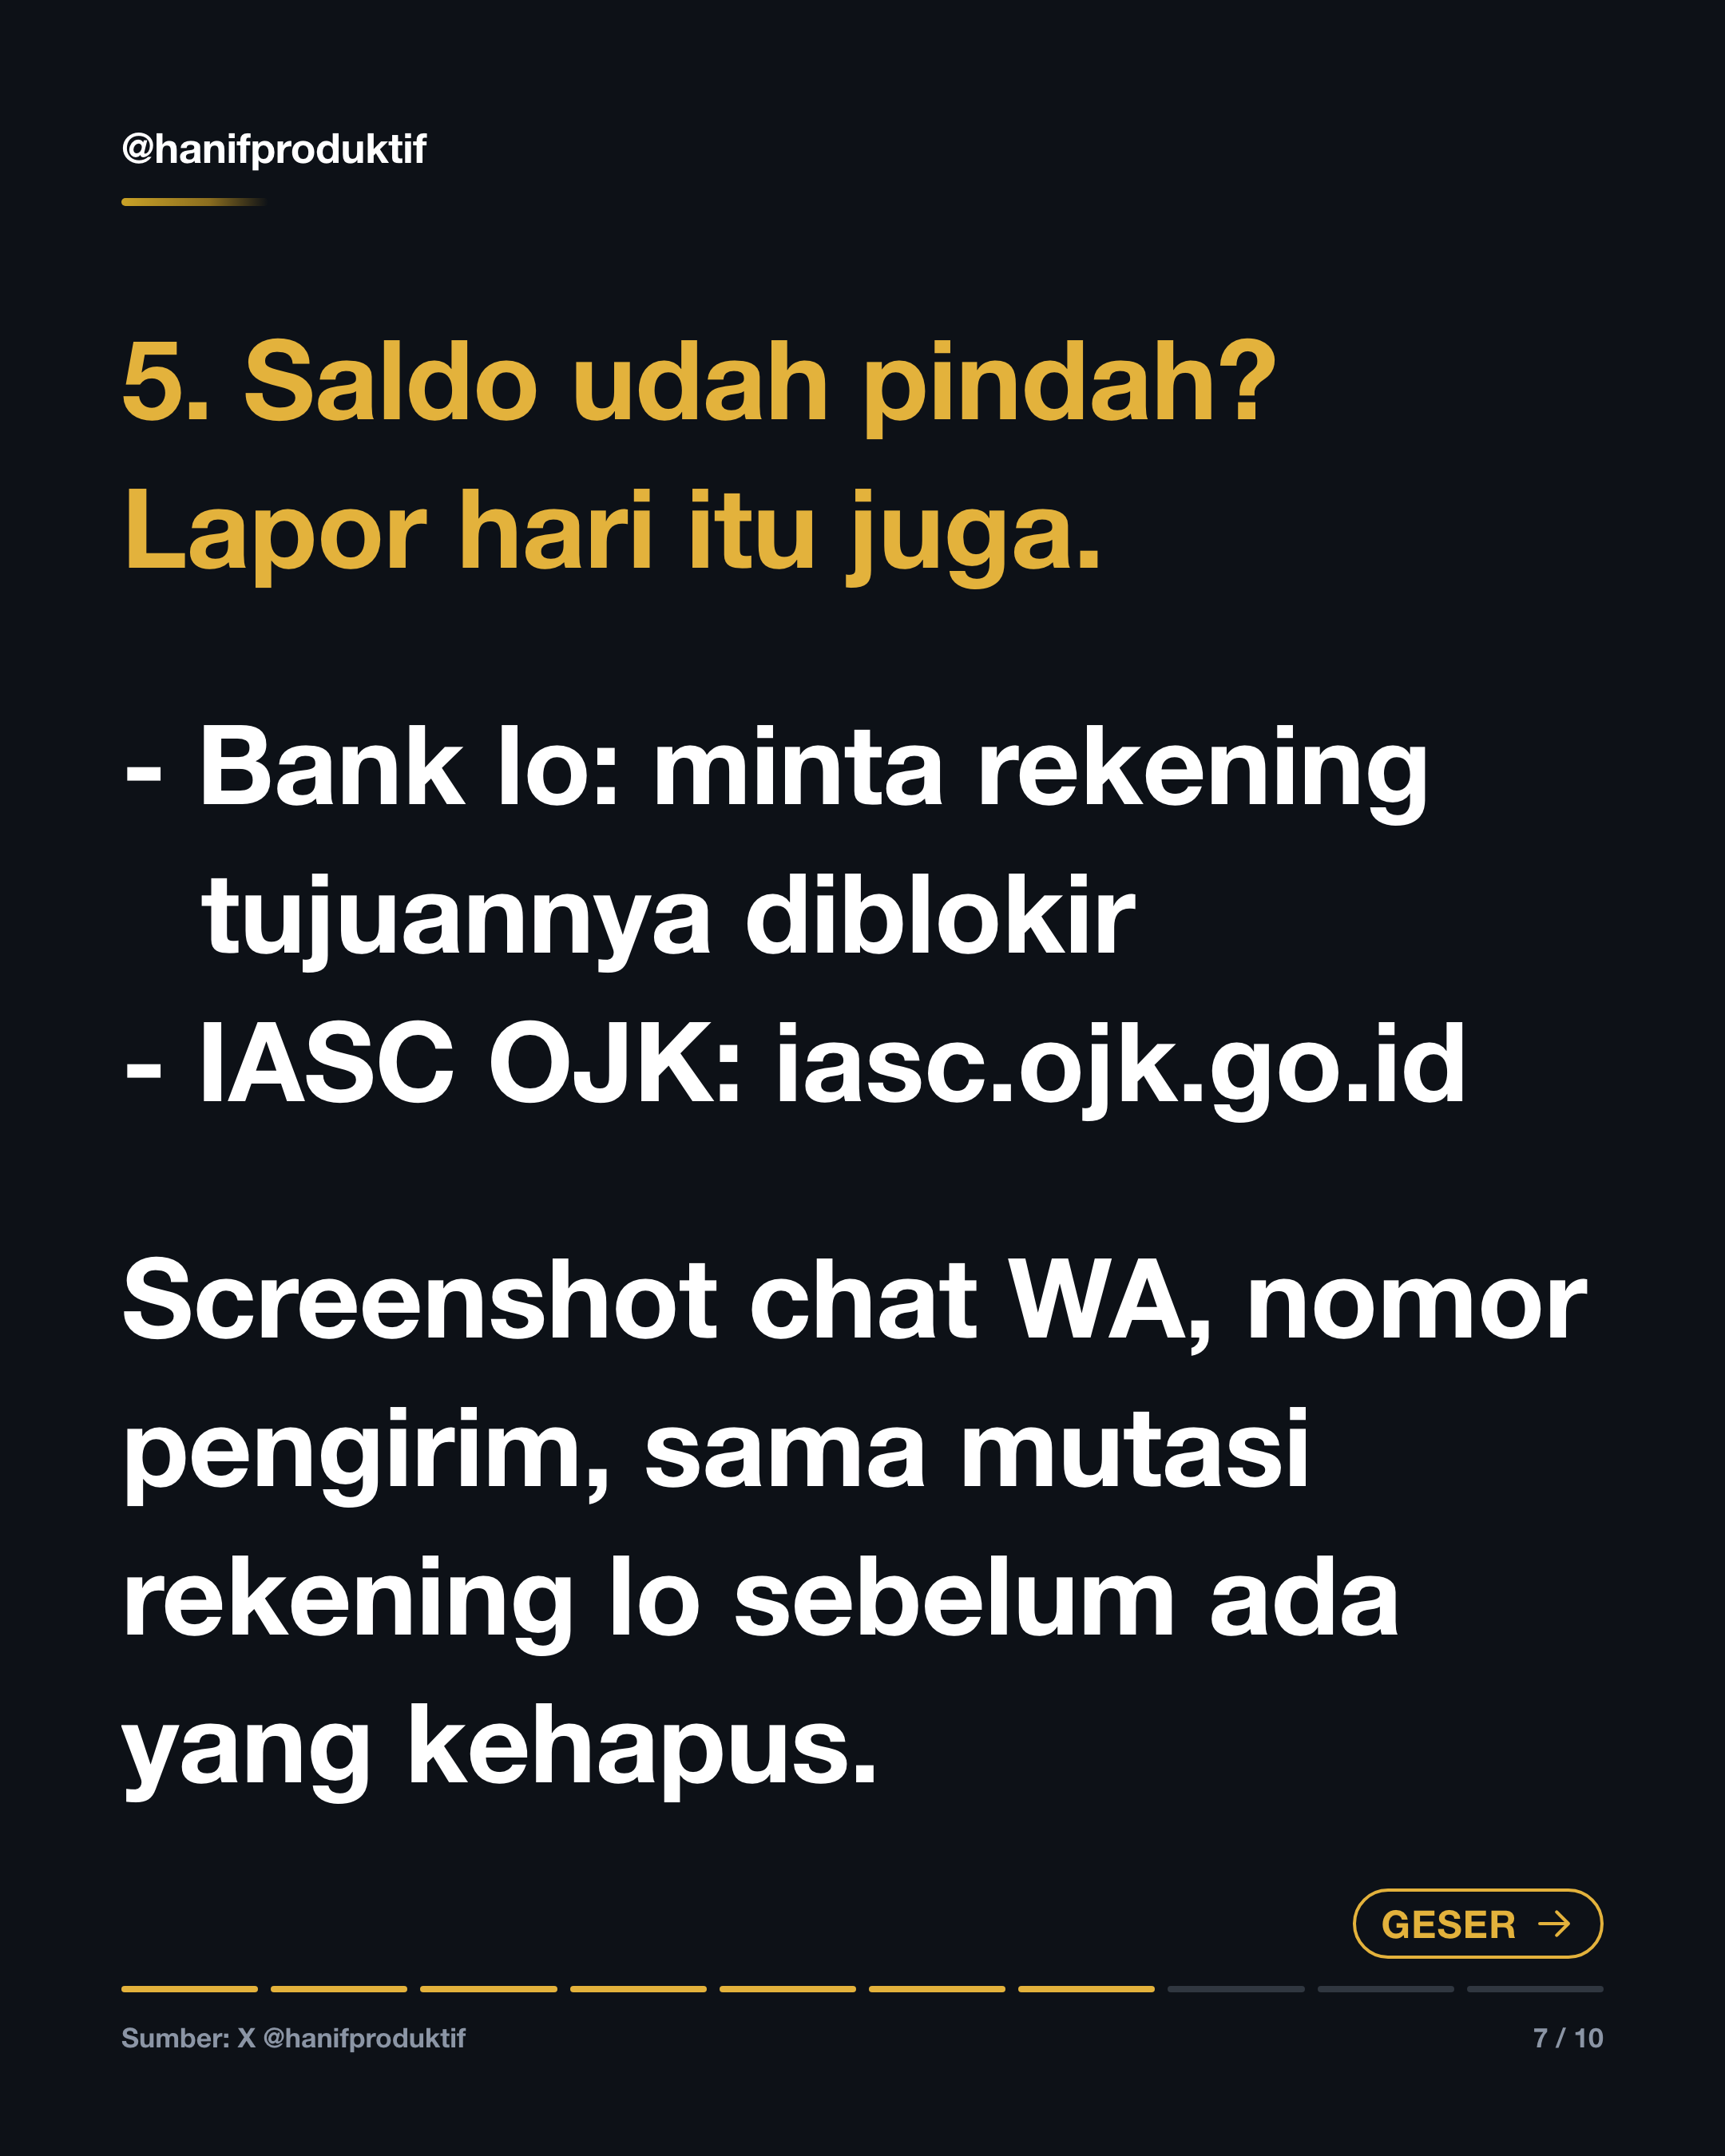 @hanifproduktif
5. Saldo udah pindah?
Lapor hari itu juga.
- Bank lo: minta rekening
tujuannya diblokir
- IASC OJK: iasc.ojk.go.id
Screenshot chat WA, nomor
pengirim, sama mutasi
rekening lo sebelum ada
yang kehapus.
GESER →
Sumber: X @hanifproduktif
7 / 10